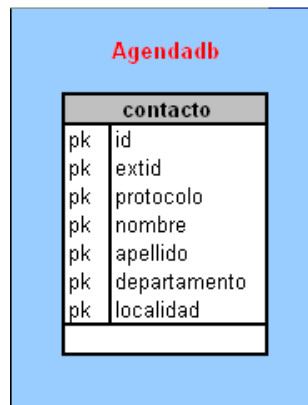 Agendadb
contacto
pk id
pk extid
pk protocolo
pk nombre
pk apellido
pk departamento
pk localidad